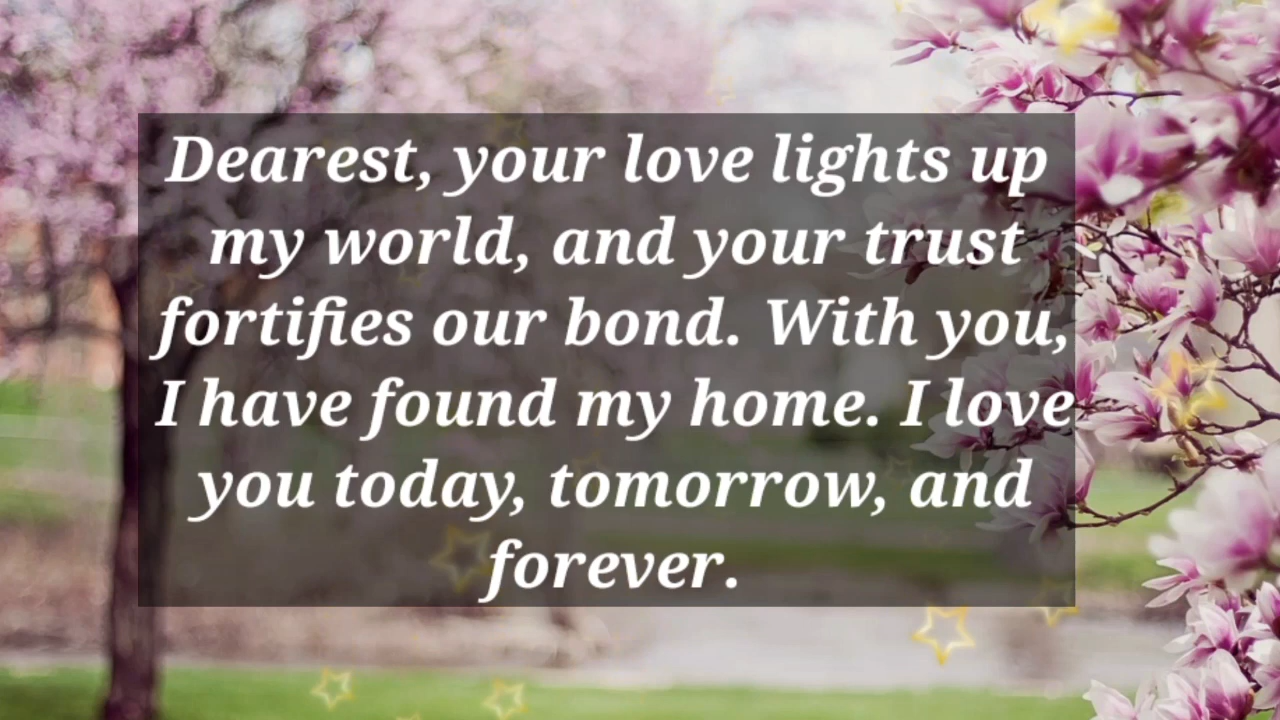 Dearest, your love lights up
my world, and your trust
fortifies our bond. With you,
I have found my home. I love
you today, tomorrow, and
forever.